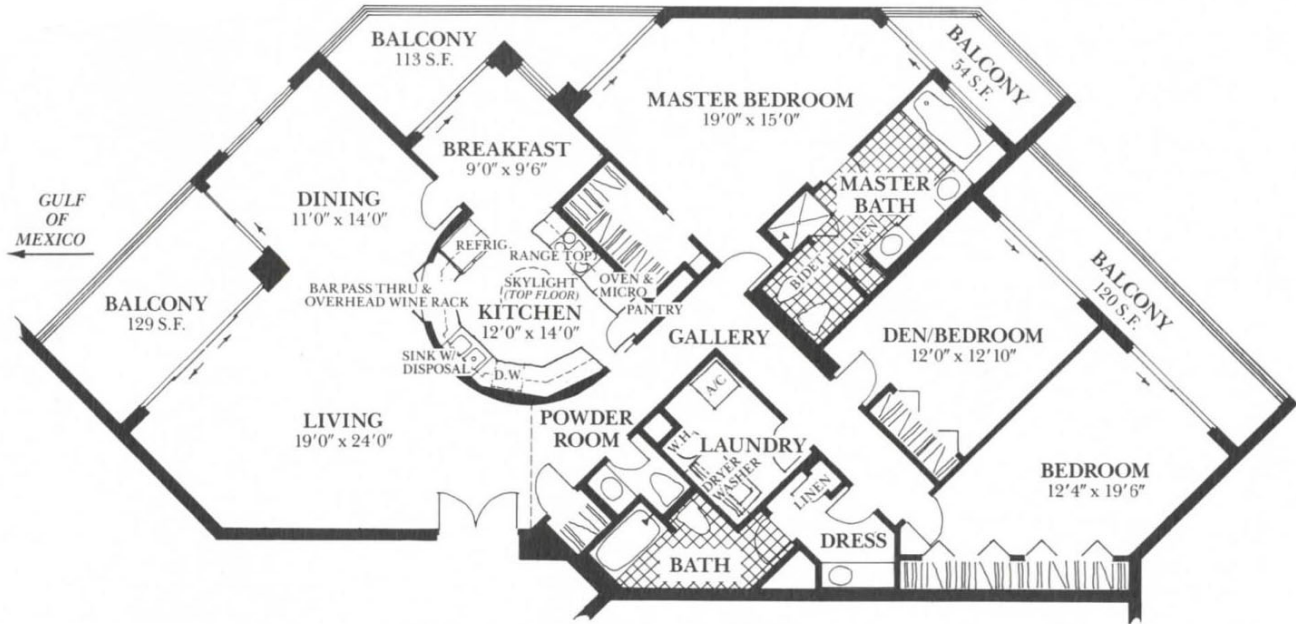 BALCONY
113 S.F.
BALCONY
54 S.F.
MASTER BEDROOM
19'0" x 15'0"
BREAKFAST
9'0" x 9'6"
GULF
OF
MEXICO
DINING
11'0" x 14'0"
MASTER
BATH
LINEN
BIDET
REFRIG.
RANGE TOP
SKYLIGHT
(TOP FLOOR)
OVEN &
MICRO
PANTRY
BAR PASS THRU &
OVERHEAD WINE RACK
KITCHEN
12'0" x 14'0"
BALCONY
129 S.F.
BALCONY
120 S.F.
SINK W/
DISPOSAL
D.W.
GALLERY
DEN/BEDROOM
12'0" x 12'10"
A/C
LIVING
19'0" x 24'0"
POWDER
ROOM
W.H.
LAUNDRY
DRYER
WASHER
LINEN
BEDROOM
12'4" x 19'6"
BATH
DRESS